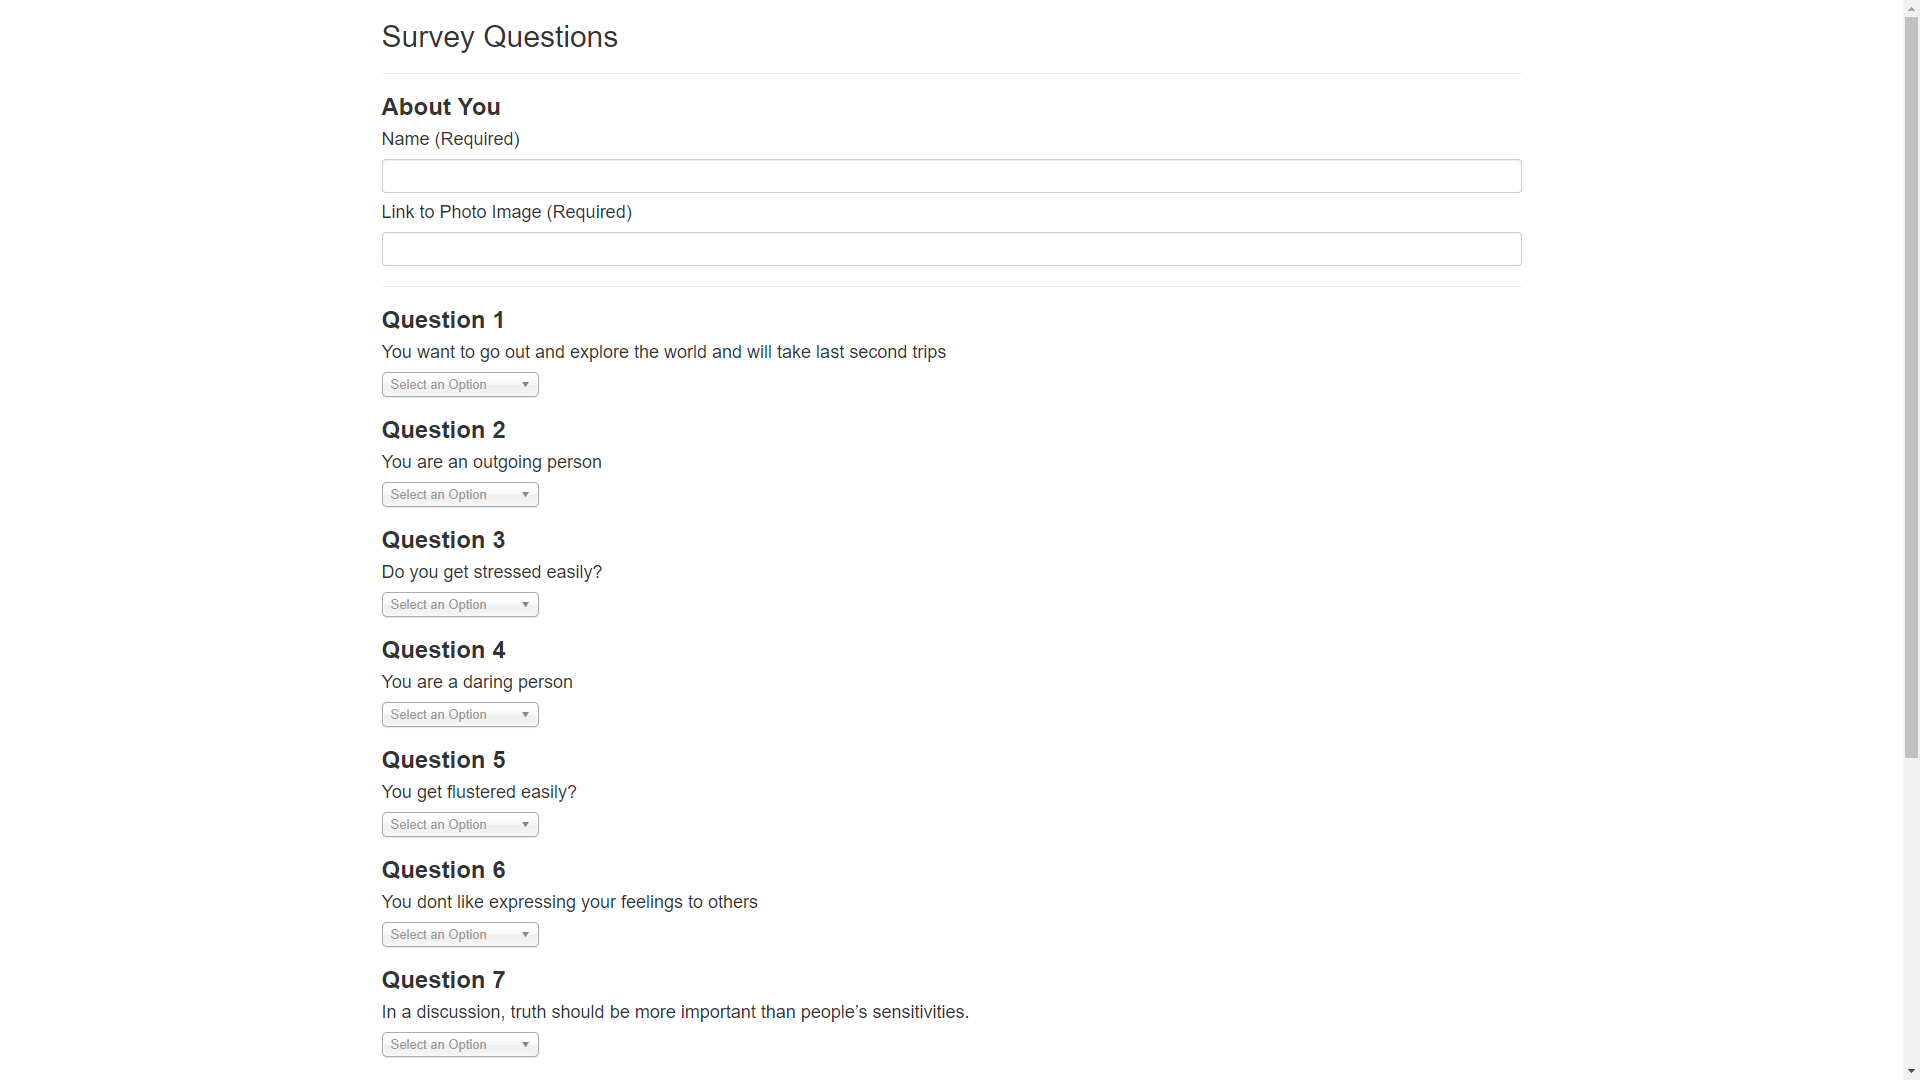 Survey Questions
About You
Name (Required)
Link to Photo Image (Required)
Question 1
You want to go out and explore the world and will take last second trips
Select an Option
Question 2
You are an outgoing person
Select an Option
Question 3
Do you get stressed easily?
Select an Option
Question 4
You are a daring person
Select an Option
Question 5
You get flustered easily?
Select an Option
Question 6
You dont like expressing your feelings to others
Select an Option
Question 7
In a discussion, truth should be more important than people’s sensitivities.
Select an Option